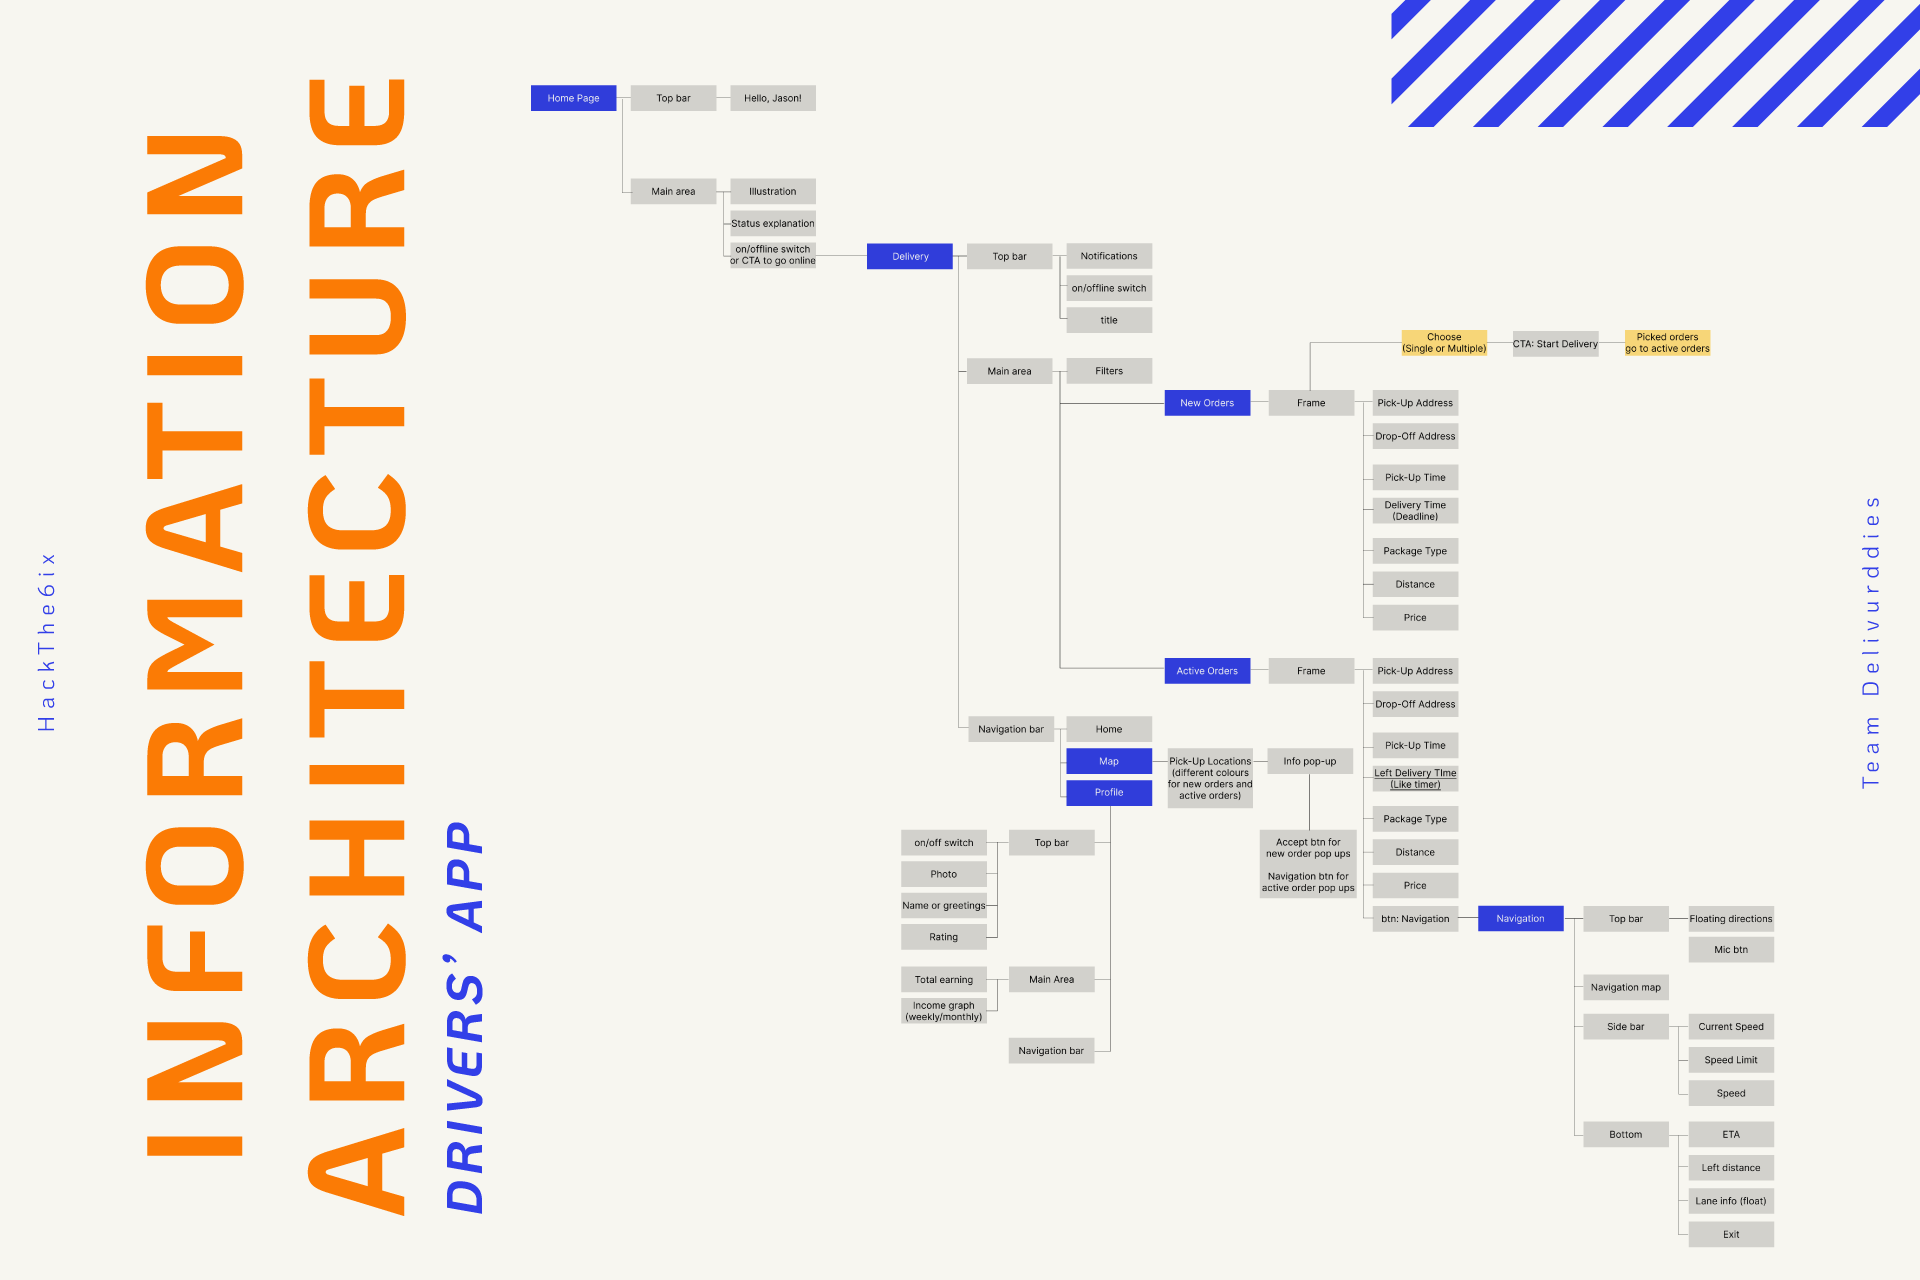 HackThe6ix
INFORMATION
ARCHITECTURE
DRIVERS’ APP
Home Page
Top bar
Hello, Jason!
Main area
Illustration
Status explanation
on/offline switch
or CTA to go online
Delivery
Top bar
Notifications
on/offline switch
title
Main area
Filters
New Orders
Frame
Choose
(Single or Multiple)
CTA: Start Delivery
Picked orders
go to active orders
Pick-Up Address
Drop-Off Address
Pick-Up Time
Delivery Time
(Deadline)
Package Type
Distance
Price
Active Orders
Frame
Pick-Up Address
Drop-Off Address
Pick-Up Time
Left Delivery TIme
(Like timer)
Package Type
Distance
Price
btn: Navigation
Navigation bar
Home
Map
Profile
Pick-Up Locations
(different colours
for new orders and
active orders)
Info pop-up
Accept btn for
new order pop ups
Navigation btn for
active order pop ups
Top bar
on/off switch
Photo
Name or greetings
Rating
Main Area
Total earning
Income graph
(weekly/monthly)
Navigation bar
Navigation
Top bar
Floating directions
Mic btn
Navigation map
Side bar
Current Speed
Speed Limit
Speed
Bottom
ETA
Left distance
Lane info (float)
Exit
Team Delivurddies